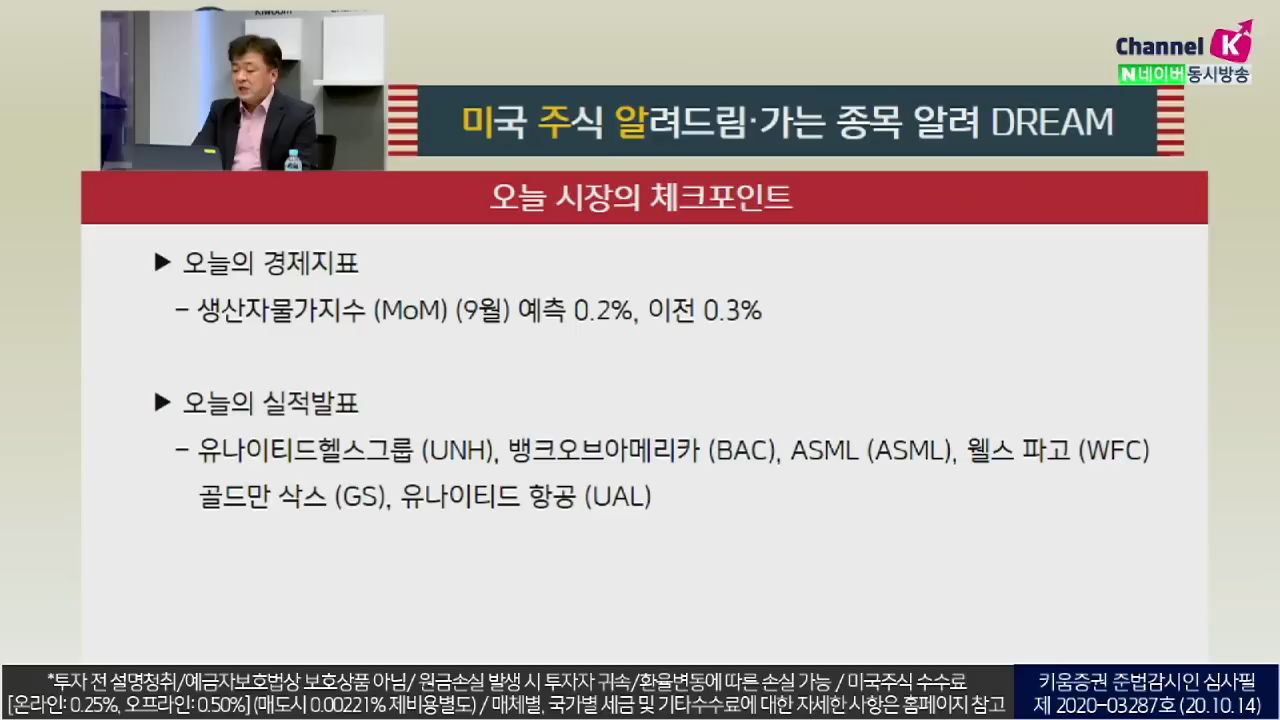 Channel K
N 네이버 동시방송
미국 주식 알려드림·가는 종목 알려 DREAM
오늘 시장의 체크포인트
▶ 오늘의 경제지표
- 생산자물가지수 (MoM) (9월) 예측 0.2%, 이전 0.3%
▶ 오늘의 실적발표
- 유나이티드헬스그룹 (UNH), 뱅크오브아메리카 (BAC), ASML (ASML), 웰스 파고 (WFC)
골드만 삭스 (GS), 유나이티드 항공 (UAL)
*투자 전 설명청취/예금자보호법상 보호상품 아님/ 원금손실 발생 시 투자자 귀속/환율변동에 따른 손실 가능 / 미국주식 수수료
[온라인: 0.25%, 오프라인: 0.50%] (매도시 0.00221% 제비용별도) / 매체별, 국가별 세금 및 기타수수료에 대한 자세한 사항은 홈페이지 참고
키움증권 준법감시인 심사필
제 2020-03287호 (20.10.14)